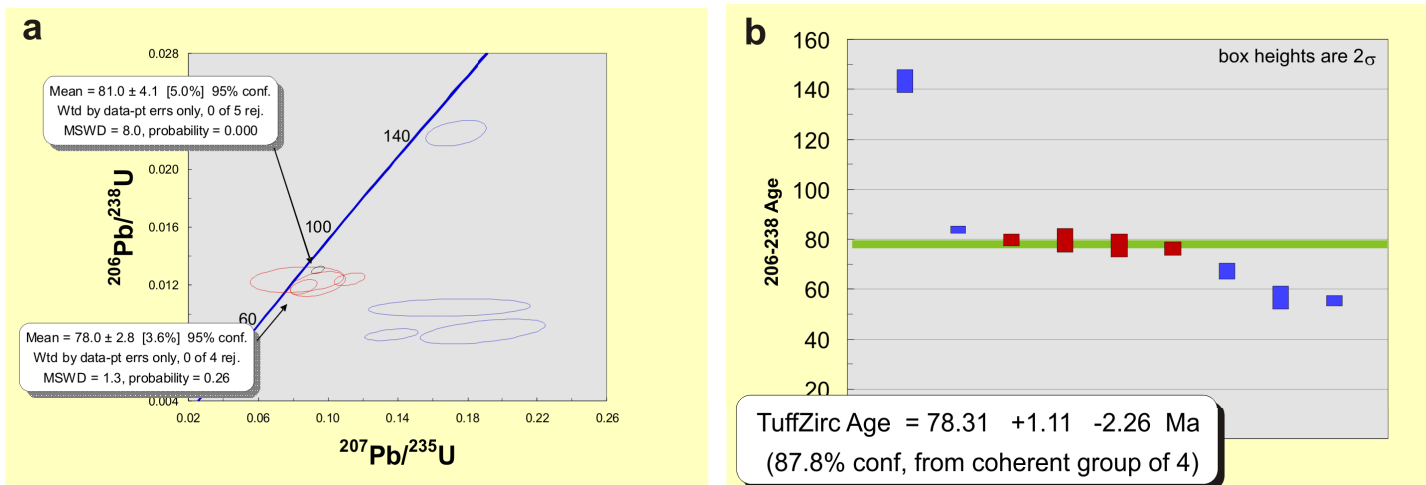 a
0.028
Mean = 81.0 ± 4.1 [5.0%] 95% conf.
Wtd by data-pt errs only, 0 of 5 rej.
MSWD = 8.0, probability = 0.000
140
0.020
0.016
100
0.012
60
Mean = 78.0 ± 2.8 [3.6%] 95% conf.
Wtd by data-pt errs only, 0 of 4 rej.
MSWD = 1.3, probability = 0.26
0.004
0.02 0.06 0.10 0.14 0.18 0.22 0.26
²⁰⁶Pb/²³⁸U
²⁰⁷Pb/²³⁵U
b
box heights are 2σ
160
140
120
100
80
60
40
20
206-238 Age
TuffZirc Age = 78.31 +1.11 -2.26 Ma
(87.8% conf, from coherent group of 4)